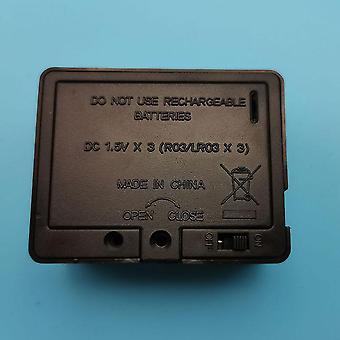 DO NOT USE RECHARGEABLE
BATTERIES
DC 1.5V X 3 (R03/LR03 X 3)
MADE IN CHINA
OPEN CLOSE
OFF ON